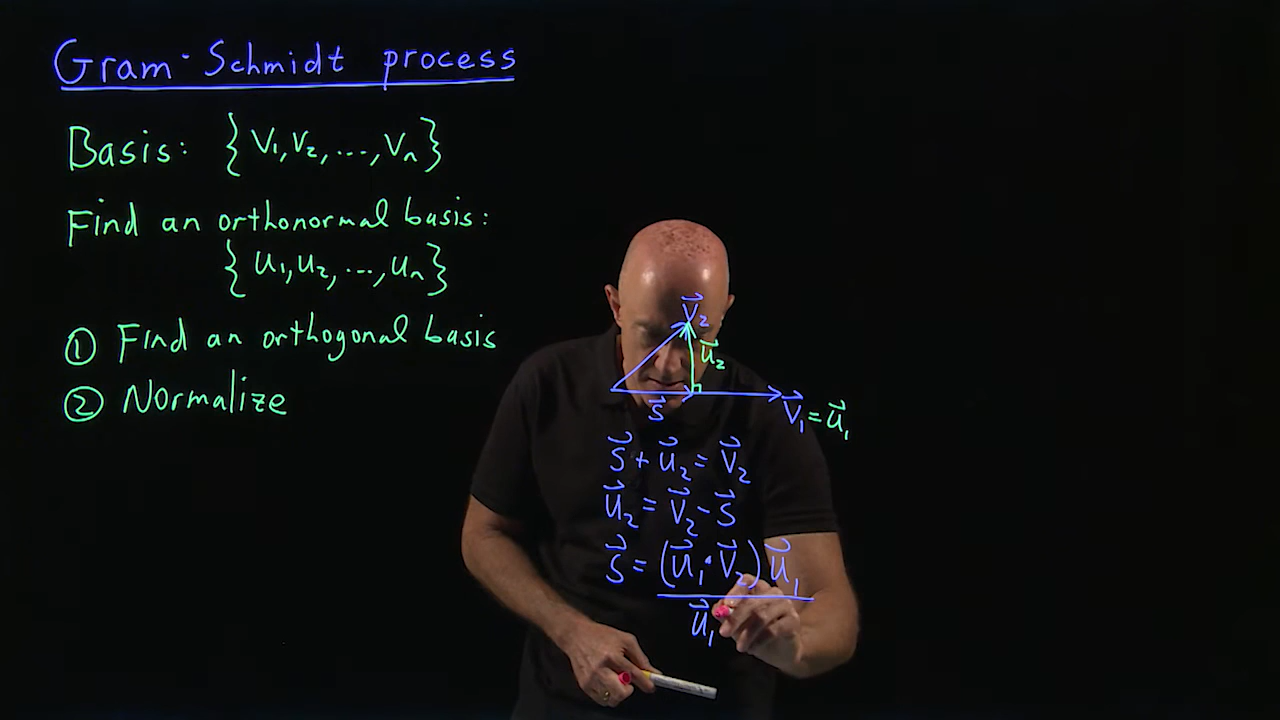 Gram-Schmidt process
Basis: {v₁, v₂, ..., vₙ}
Find an orthonormal basis:
{u₁, u₂, ..., uₙ}
① Find an orthogonal basis
② Normalize
v⃗₂
u⃗₂
s⃗
v⃗₁ = u⃗₁
s⃗ + u⃗₂ = v⃗₂
u⃗₂ = v⃗₂ - s⃗
s⃗ = (u⃗₁ · v⃗₂) u⃗₁
u⃗₁